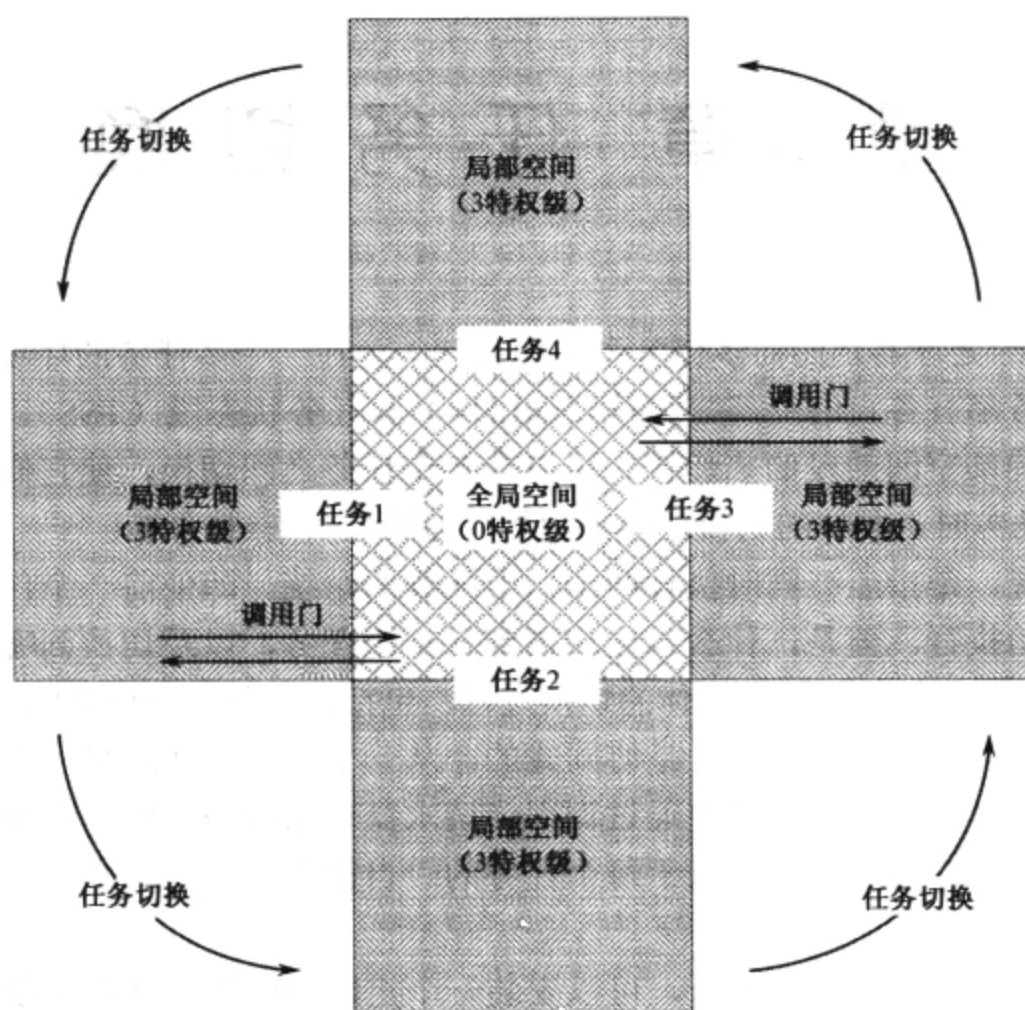 任务切换
任务切换
局部空间
（3特权级）
任务4
调用门
局部空间
（3特权级）
任务1
全局空间
（0特权级）
任务3
局部空间
（3特权级）
调用门
任务2
局部空间
（3特权级）
任务切换
任务切换